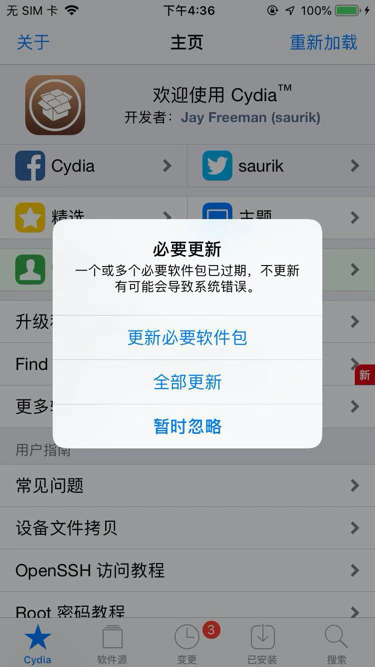 无 SIM 卡 下午4:36 100%
关于 主页 重新加载
欢迎使用 Cydia™
开发者：Jay Freeman (saurik)
Cydia saurik
精选 主题
必要更新
一个或多个必要软件包已过期，不更新
有可能会导致系统错误。
更新必要软件包
全部更新
暂时忽略
升级
Find
新
更多
用户指南
常见问题
设备文件拷贝
OpenSSH 访问教程
Root 密码教程
3
Cydia 软件源 变更 已安装 搜索